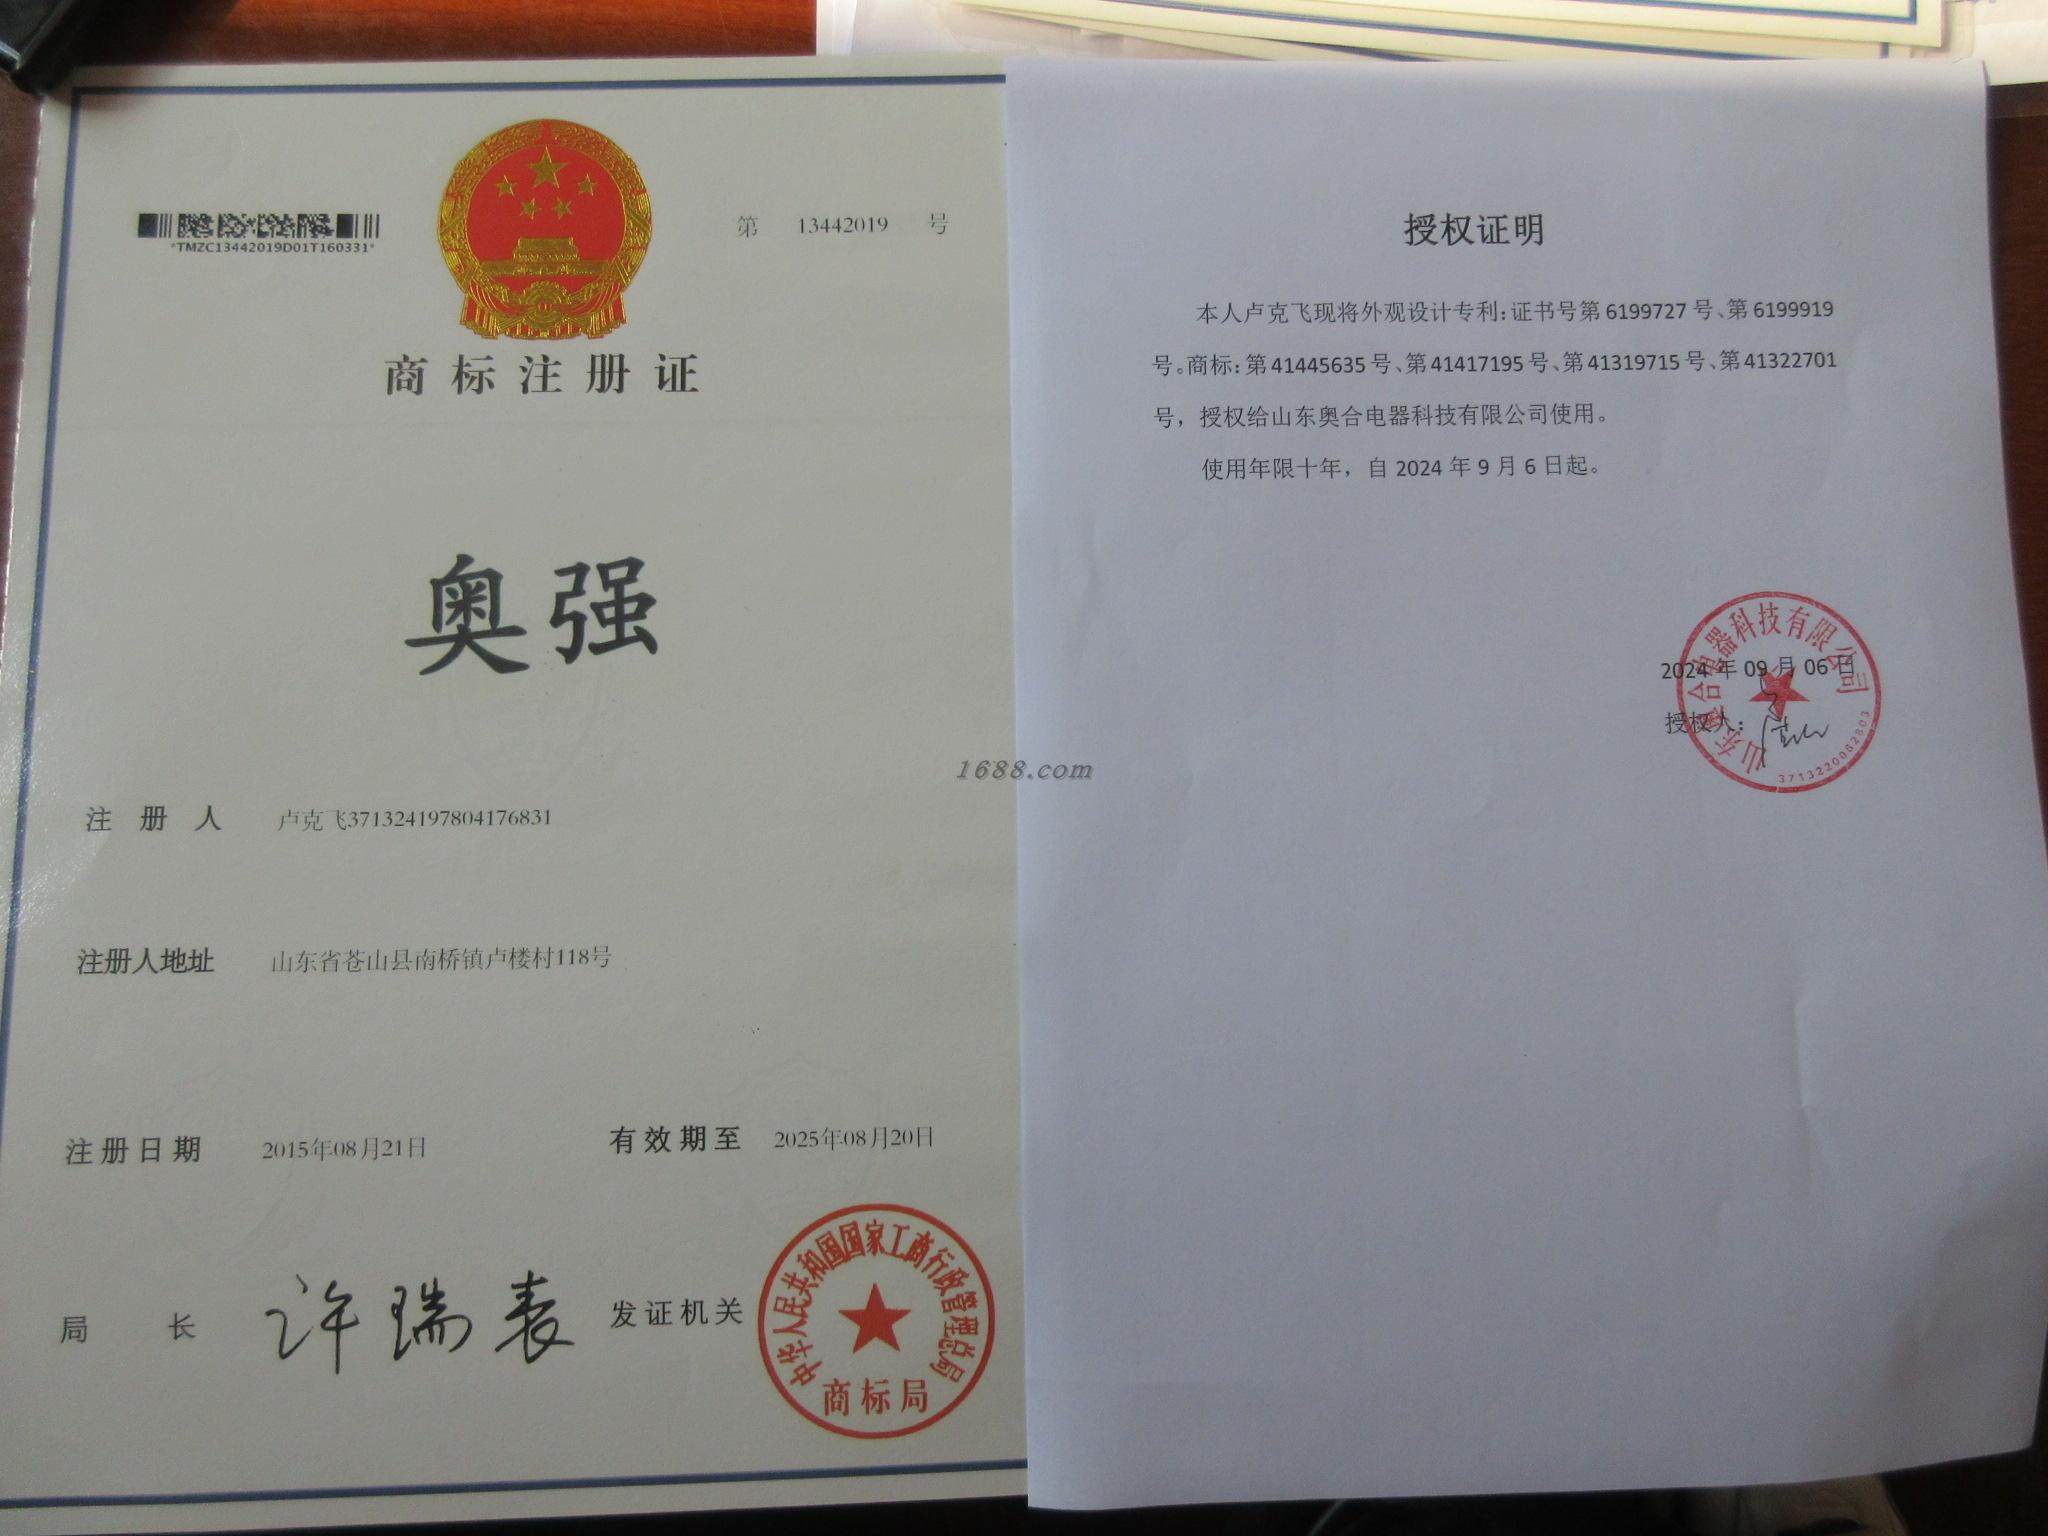 *TMZC13442019D01T160331*
第 13442019 号
商标注册证
奥强
注册人 卢克飞371324197804176831
注册人地址 山东省苍山县南桥镇卢楼村118号
注册日期 2015年08月21日 有效期至 2025年08月20日
局长 许瑞表 发证机关
中华人民共和国国家工商行政管理总局
商标局
1688.com
授权证明
本人卢克飞现将外观设计专利:证书号第6199727号、第6199919
号。商标:第41445635号、第41417195号、第41319715号、第41322701
号，授权给山东奥合电器科技有限公司使用。
使用年限十年，自2024年9月6日起。
2024年09月06日
授权人:
山东奥合电器科技有限公司